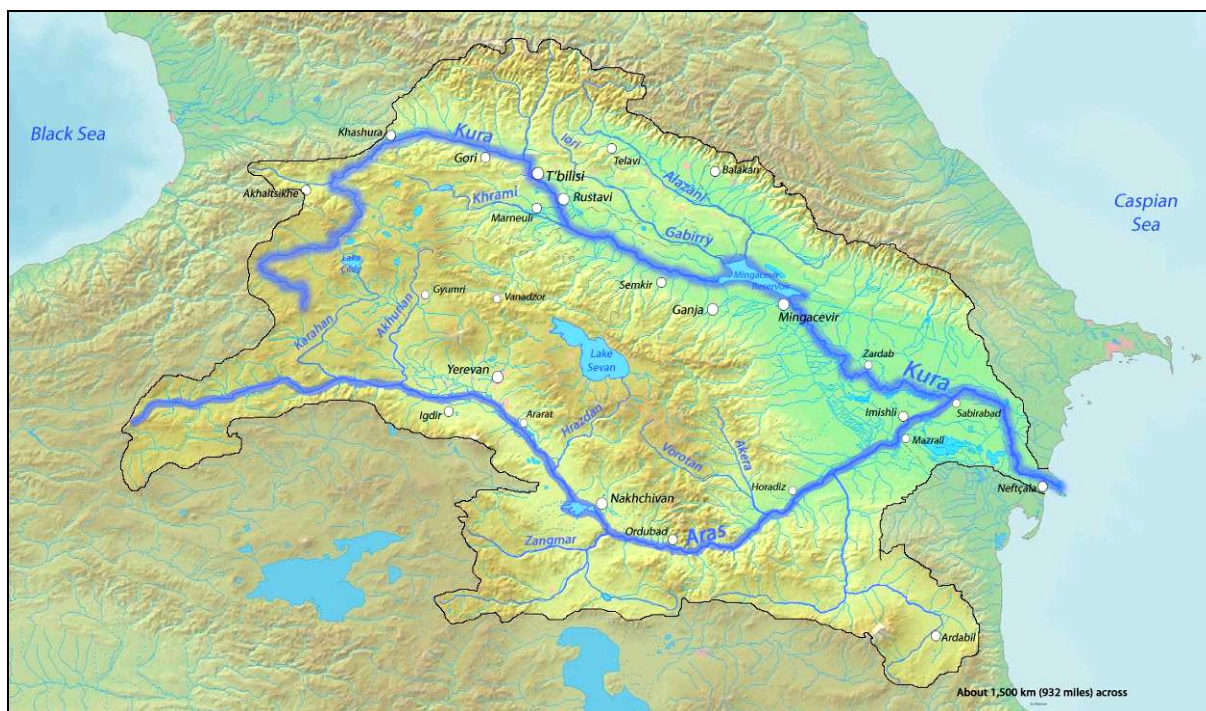 Black Sea
Khashura
Kura
Gori
Iori
Telavi
T'bilisi
Balakan
Alazani
Akhaltsikhe
Khrami
Rustavi
Marneuli
Caspian
Sea
Gabirry
Lake
Mingacevir
Reservoir
Semkir
Gyumri
Vanadzor
Ganja
Mingacevir
Karahan
Akhurian
Lake
Sevan
Zardab
Kura
Yerevan
Igdir
Ararat
Hrazdan
Imishli
Sabirabad
Mazrall
Vorotan
Akera
Horadiz
Neftçala
Nakhchivan
Ordubad
Aras
Zangmar
Ardabil
About 1,500 km (932 miles) across